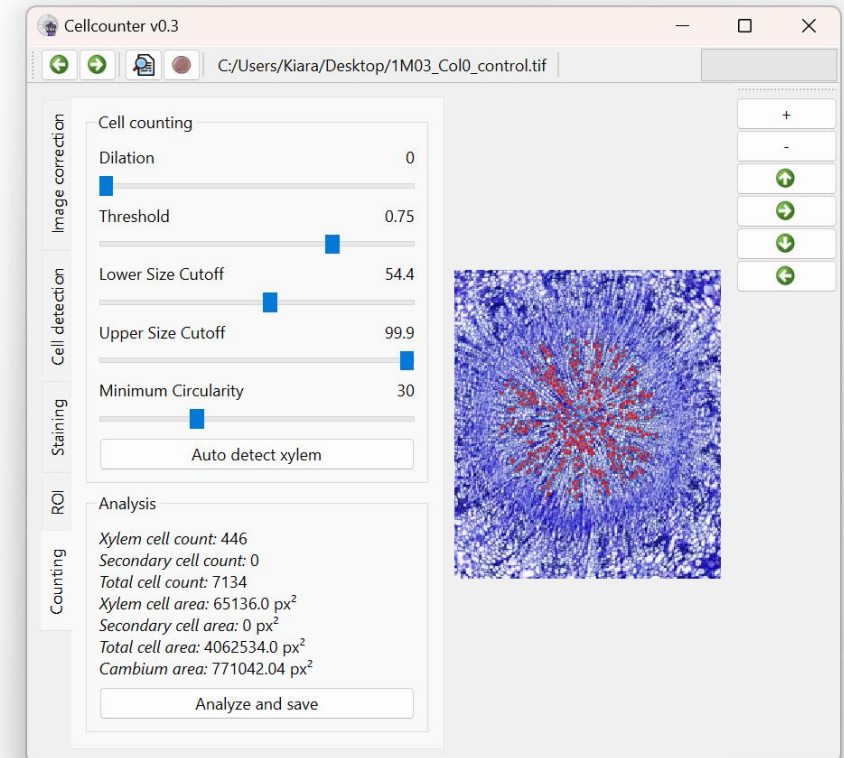 Cellcounter v0.3
C:/Users/Kiara/Desktop/1M03_Col0_control.tif
Image correction
Cell detection
Staining
ROI
Counting
Cell counting
Dilation 0
Threshold 0.75
Lower Size Cutoff 54.4
Upper Size Cutoff 99.9
Minimum Circularity 30
Auto detect xylem
Analysis
Xylem cell count: 446
Secondary cell count: 0
Total cell count: 7134
Xylem cell area: 65136.0 px²
Secondary cell area: 0 px²
Total cell area: 4062534.0 px²
Cambium area: 771042.04 px²
Analyze and save
+
-